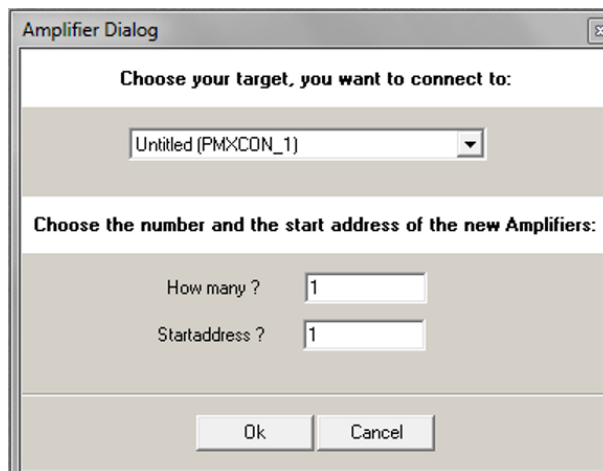 Amplifier Dialog
Choose your target, you want to connect to:
Untitled (PMXCON_1)
Choose the number and the start address of the new Amplifiers:
How many ? 1
Startaddress ? 1
Ok Cancel